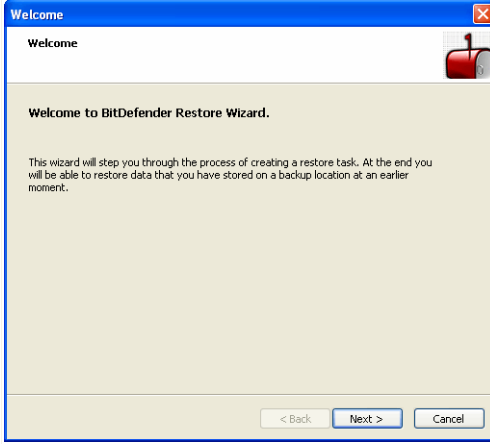 Welcome
Welcome
Welcome to BitDefender Restore Wizard.
This wizard will step you through the process of creating a restore task. At the end you
will be able to restore data that you have stored on a backup location at an earlier
moment.
< Back Next > Cancel